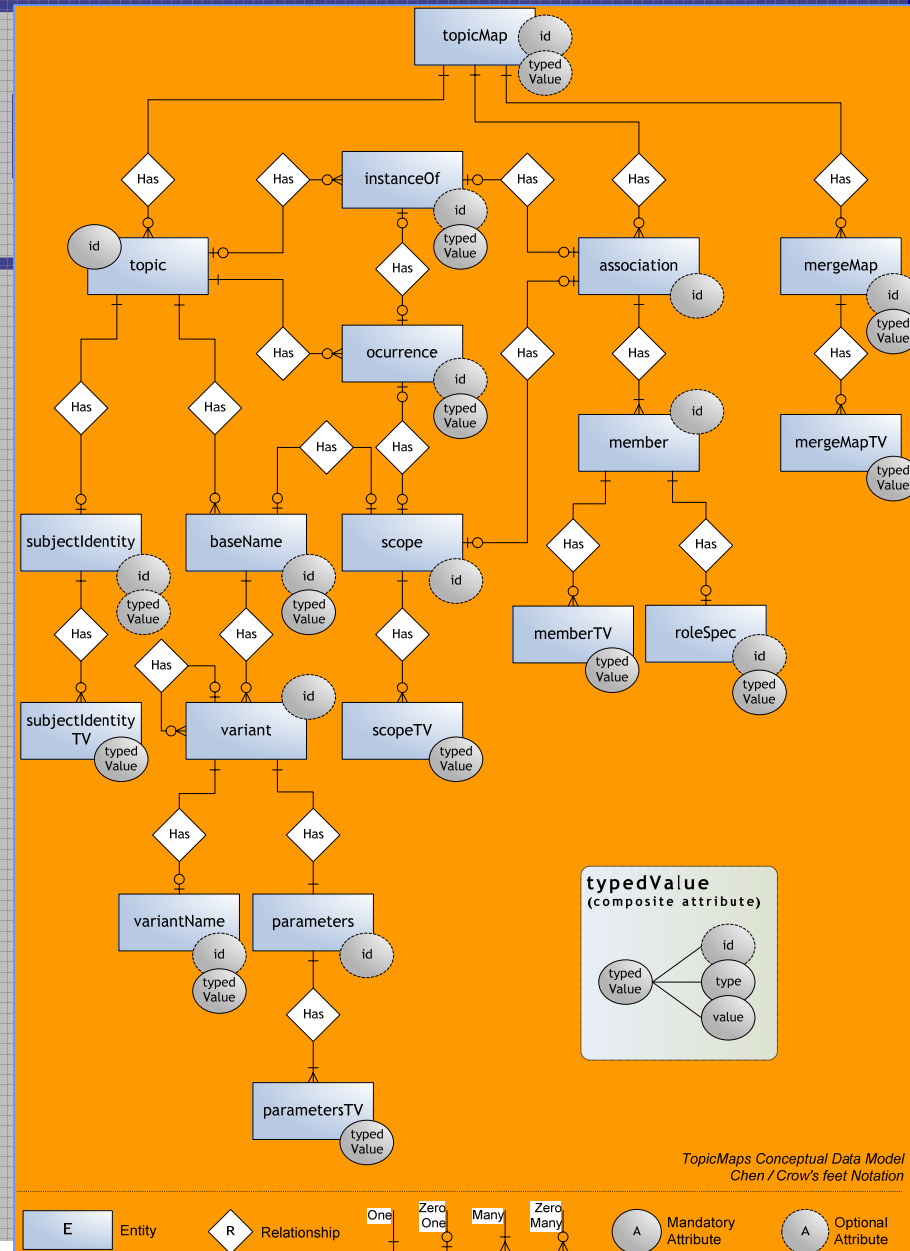 topicMap
id
typed
Value
Has
Has
instanceOf
Has
Has
Has
id
typed
Value
id
topic
Has
association
id
mergeMap
id
typed
Value
Has
ocurrence
Has
Has
Has
id
typed
Value
Has
Has
Has
Has
member
id
mergeMapTV
typed
Value
subjectIdentity
id
typed
Value
baseName
id
typed
Value
scope
id
Has
Has
Has
Has
Has
Has
memberTV
typed
Value
roleSpec
id
typed
Value
subjectIdentity
TV
typed
Value
variant
id
scopeTV
typed
Value
Has
Has
variantName
id
typed
Value
parameters
id
typedValue
(composite attribute)
typed
Value
id
type
value
Has
parametersTV
typed
Value
TopicMaps Conceptual Data Model
Chen / Crow's feet Notation
E
Entity
R
Relationship
One
Zero
One
Many
Zero
Many
A
Mandatory
Attribute
A
Optional
Attribute